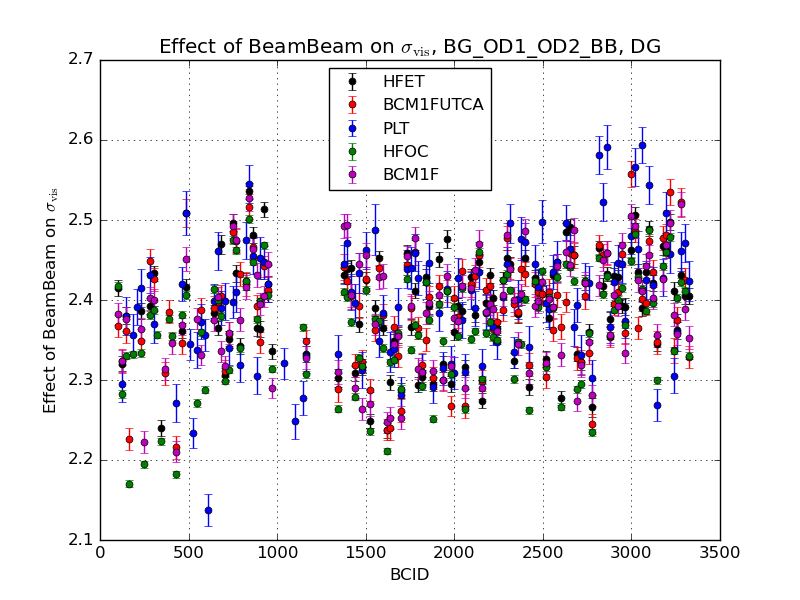 Effect of BeamBeam on σvis, BG_OD1_OD2_BB, DG
HFET
BCM1FUTCA
PLT
HFOC
BCM1F
Effect of BeamBeam on σvis
2.7
2.6
2.5
2.4
2.3
2.2
2.1
0 500 1000 1500 2000 2500 3000 3500
BCID